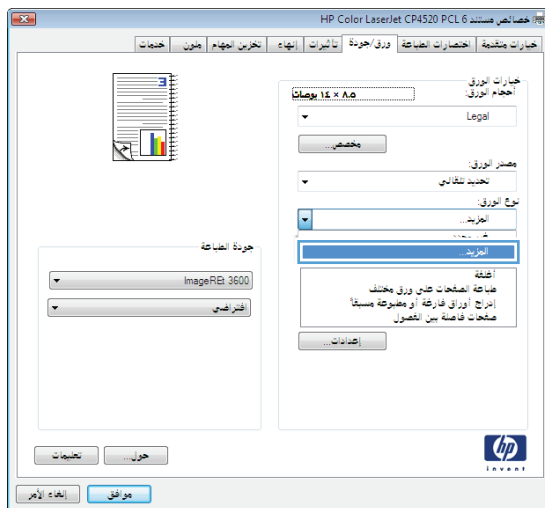 خصائص مستند HP Color LaserJet CP4520 PCL 6
خيارات متقدمة
اختصارات الطباعة
ورق/جودة
تأثيرات
إنهاء
تخزين المهام
ملون
خدمات
خيارات الورق
أحجام الورق:
٨.٥ × ١٤ بوصات
Legal
مخصص...
مصدر الورق:
تحديد تلقائي
نوع الورق:
المزيد...
المزيد...
أغلفة
طباعة الصفحات على ورق مختلف
إدراج أوراق فارغة أو مطبوعة مسبقاً
صفحات فاصلة بين الفصول
إعدادات...
جودة الطباعة
ImageREt 3600
افتراضي
hp
invent
حول...
تعليمات
موافق
إلغاء الأمر